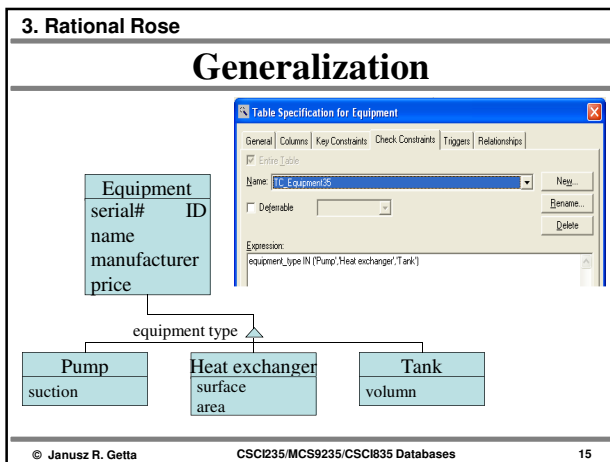 3. Rational Rose
Generalization
Table Specification for Equipment
General Columns Key Constraints Check Constraints Triggers Relationships
Entire Table
Name: TC_Equipment35 New...
Deferrable Rename...
Delete
Expression:
equipment_type IN ('Pump','Heat exchanger','Tank')
Equipment
serial# ID
name
manufacturer
price
equipment type
Pump
suction
Heat exchanger
surface
area
Tank
volumn
© Janusz R. Getta CSCI235/MCS9235/CSCI835 Databases 15